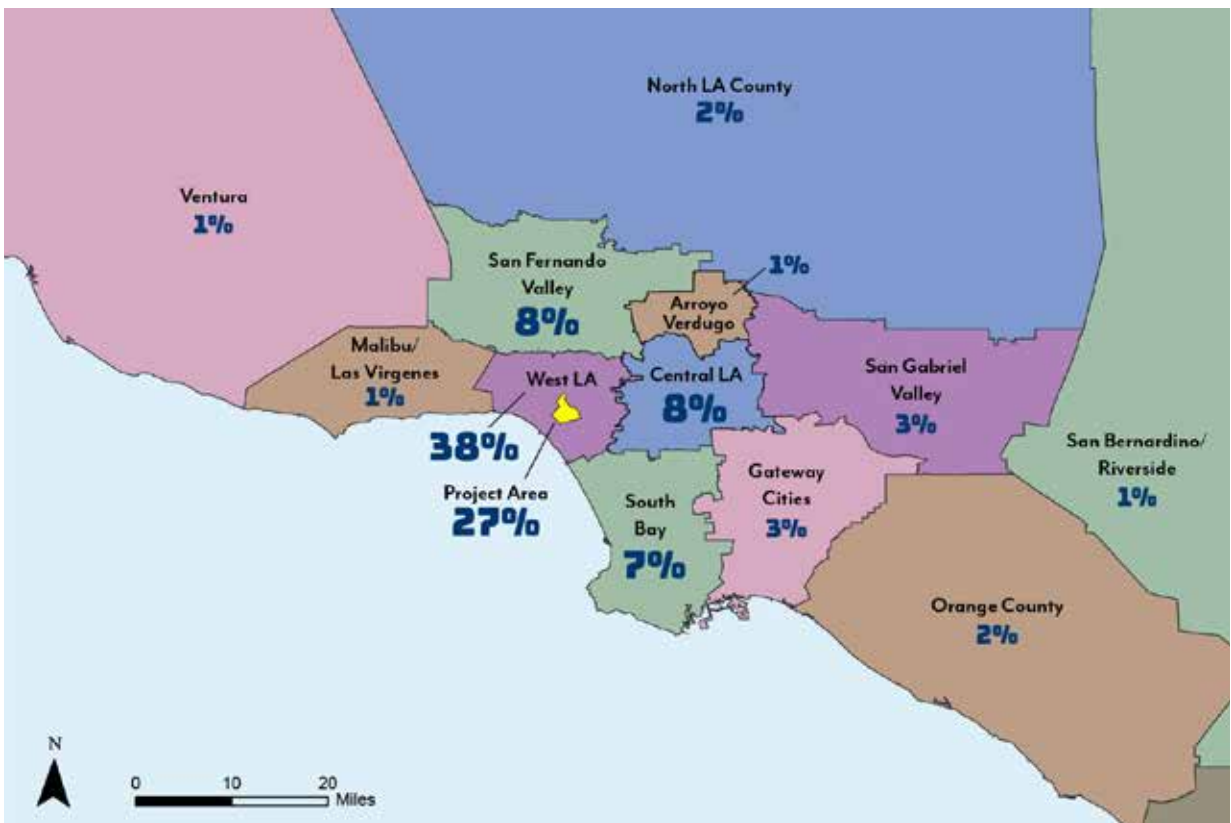 North LA County
2%
Ventura
1%
San Fernando
Valley
8%
1%
Arroyo
Verdugo
Malibu/
Las Virgenes
1%
West LA
38%
Central LA
8%
San Gabriel
Valley
3%
Project Area
27%
South
Bay
7%
Gateway
Cities
3%
San Bernardino/
Riverside
1%
Orange County
2%
N
0 10 20
Miles